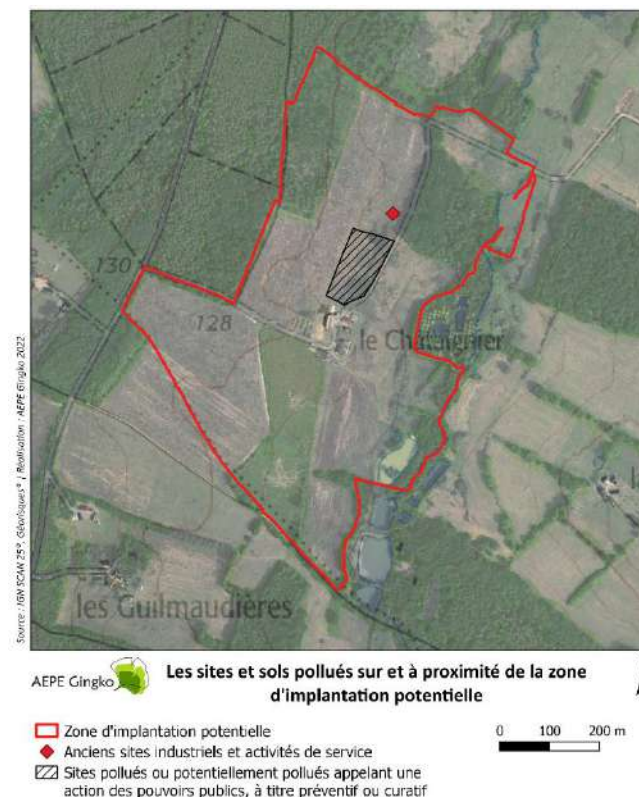 130
128
le Chataignier
les Guilmaudières
Source : IGN SCAN 25®, Géorisques® | Réalisation : AEPE Gingko 2022
AEPE Gingko
Les sites et sols pollués sur et à proximité de la zone
d'implantation potentielle
Zone d'implantation potentielle
Anciens sites industriels et activités de service
Sites pollués ou potentiellement pollués appelant une
action des pouvoirs publics, à titre préventif ou curatif
0 100 200 m